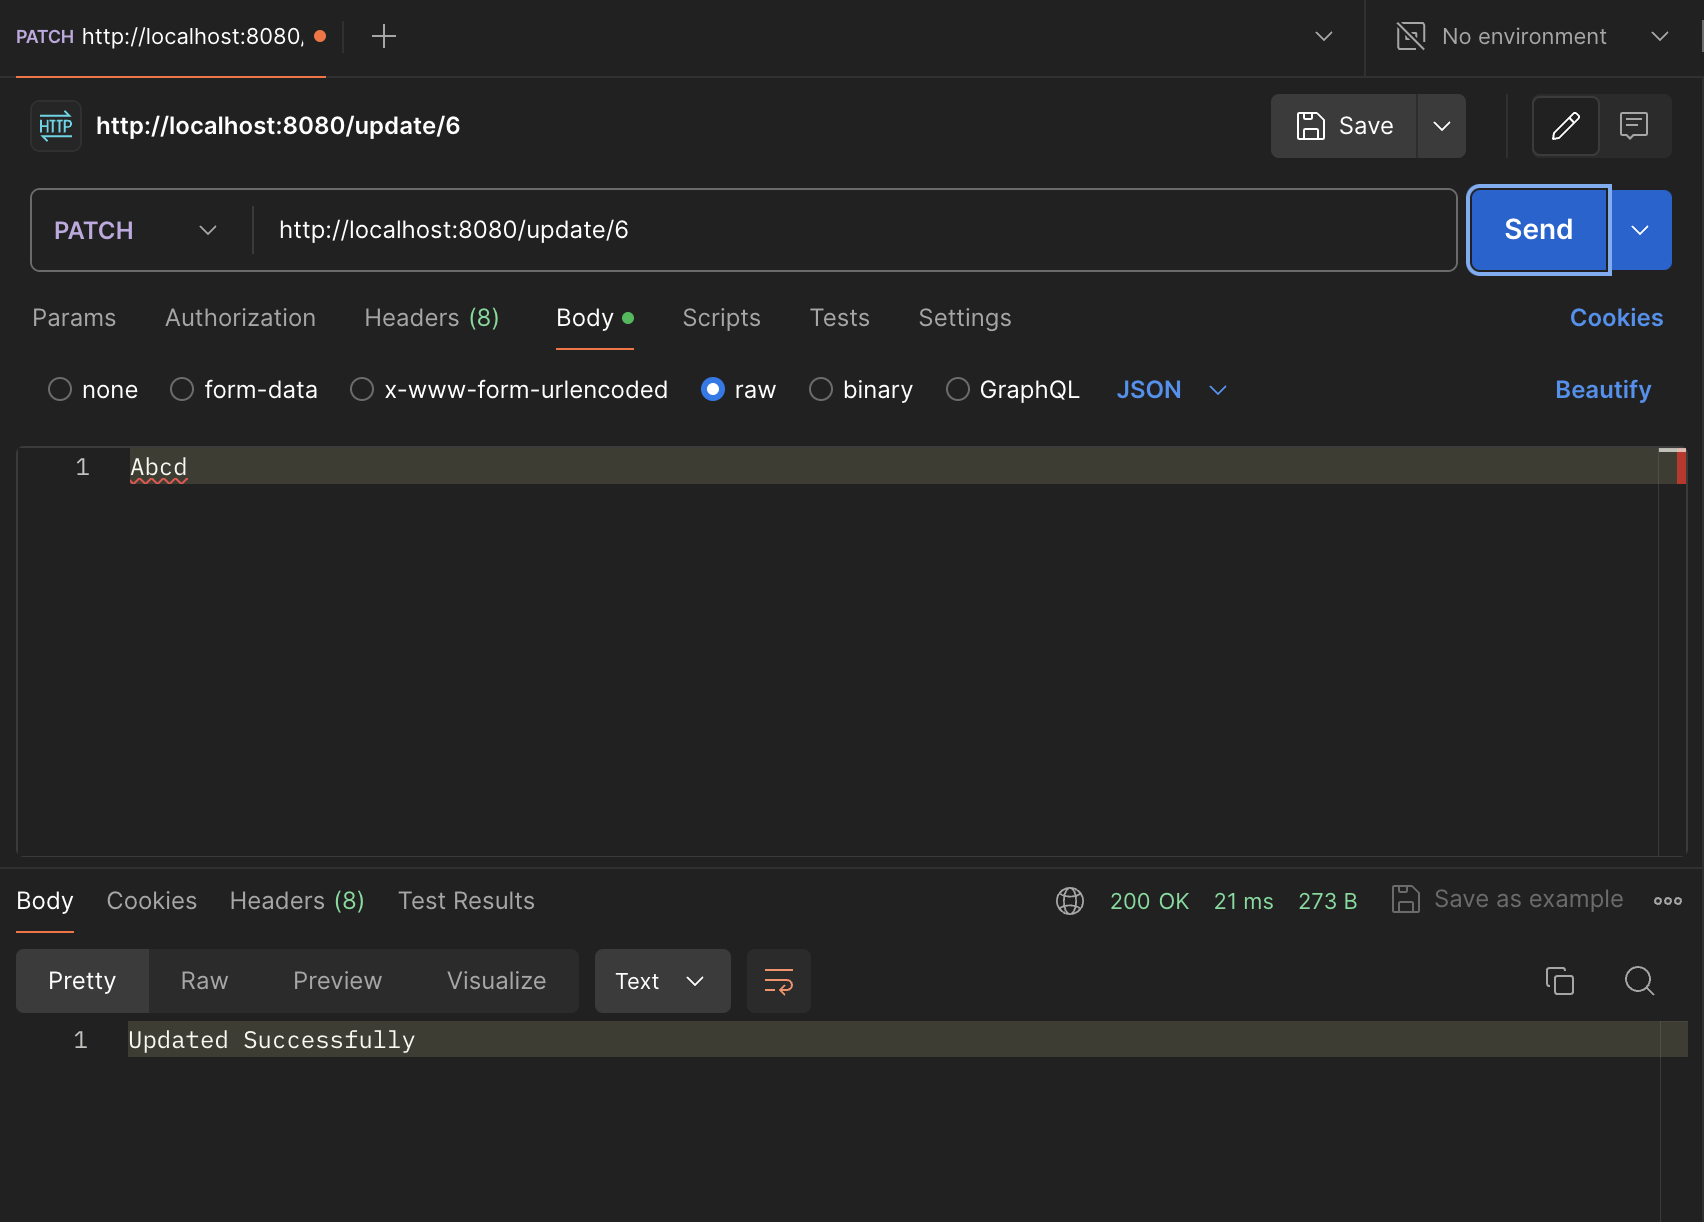 PATCH http://localhost:8080,
No environment
HTTP http://localhost:8080/update/6
Save
PATCH http://localhost:8080/update/6
Send
Params Authorization Headers (8) Body Scripts Tests Settings Cookies
none form-data x-www-form-urlencoded raw binary GraphQL JSON Beautify
1 Abcd
Body Cookies Headers (8) Test Results 200 OK 21 ms 273 B Save as example
Pretty Raw Preview Visualize Text
1 Updated Successfully